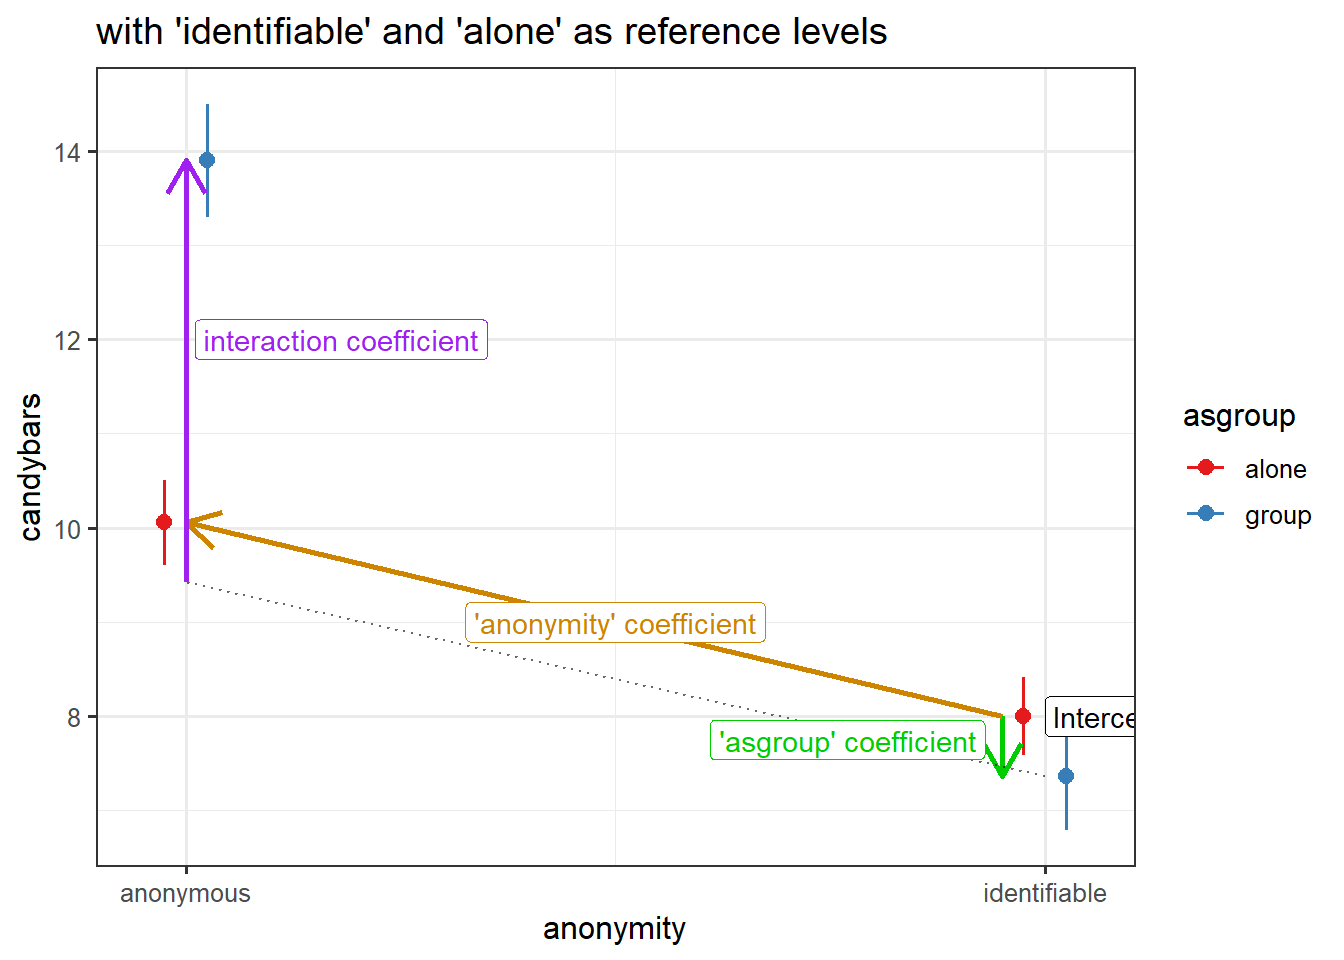 with 'identifiable' and 'alone' as reference levels
14
12
10
8
candybars
interaction coefficient
'anonymity' coefficient
'asgroup' coefficient
Interce
anonymous
identifiable
anonymity
asgroup
alone
group